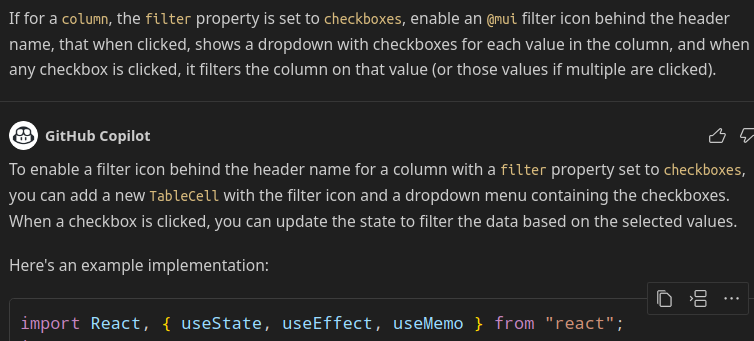 If for a column, the filter property is set to checkboxes, enable an @mui filter icon behind the header
name, that when clicked, shows a dropdown with checkboxes for each value in the column, and when
any checkbox is clicked, it filters the column on that value (or those values if multiple are clicked).
GitHub Copilot
To enable a filter icon behind the header name for a column with a filter property set to checkboxes,
you can add a new TableCell with the filter icon and a dropdown menu containing the checkboxes.
When a checkbox is clicked, you can update the state to filter the data based on the selected values.
Here's an example implementation:
import React, { useState, useEffect, useMemo } from "react";